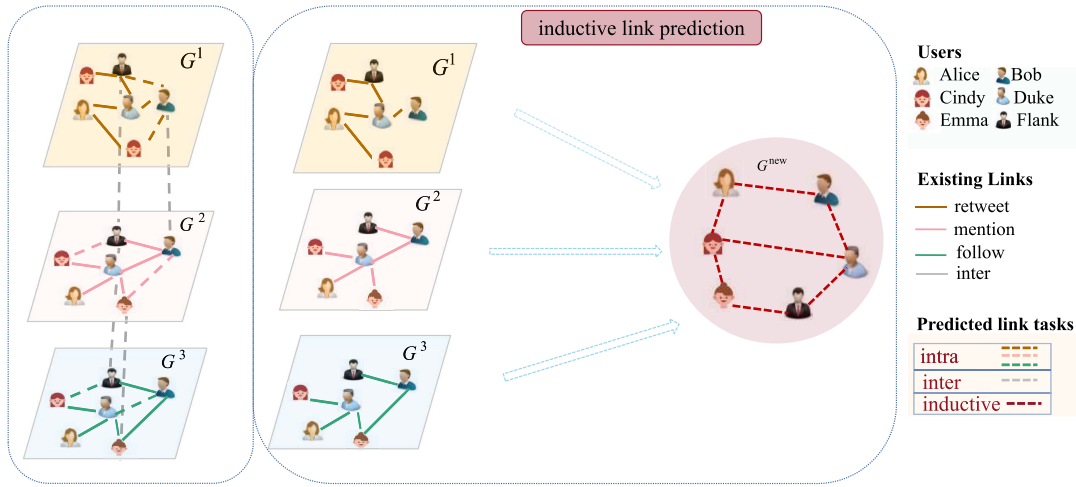 inductive link prediction
G1
G2
G3
G1
G2
G3
Gnew
Users
Alice Bob
Cindy Duke
Emma Flank
Existing Links
retweet
mention
follow
inter
Predicted link tasks
intra
inter
inductive